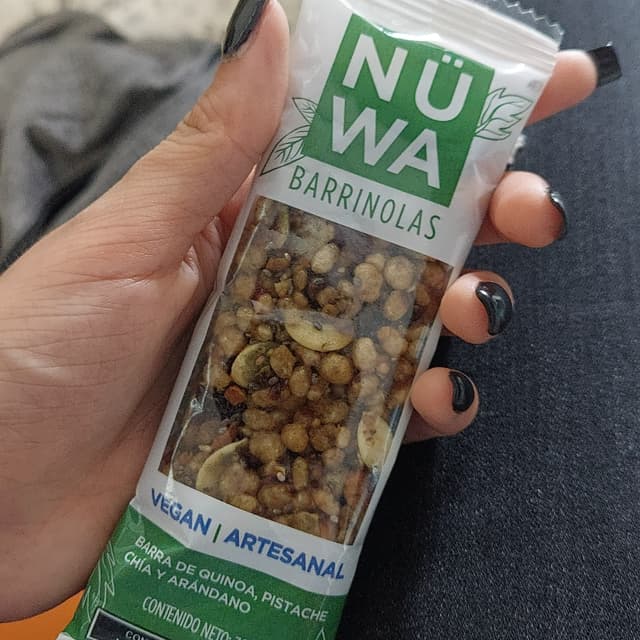 NÜ
WA
BARRINOLAS
VEGAN | ARTESANAL
BARRA DE QUINOA, PISTACHE
CHÍA Y ARÁNDANO
CONTENIDO NETO: